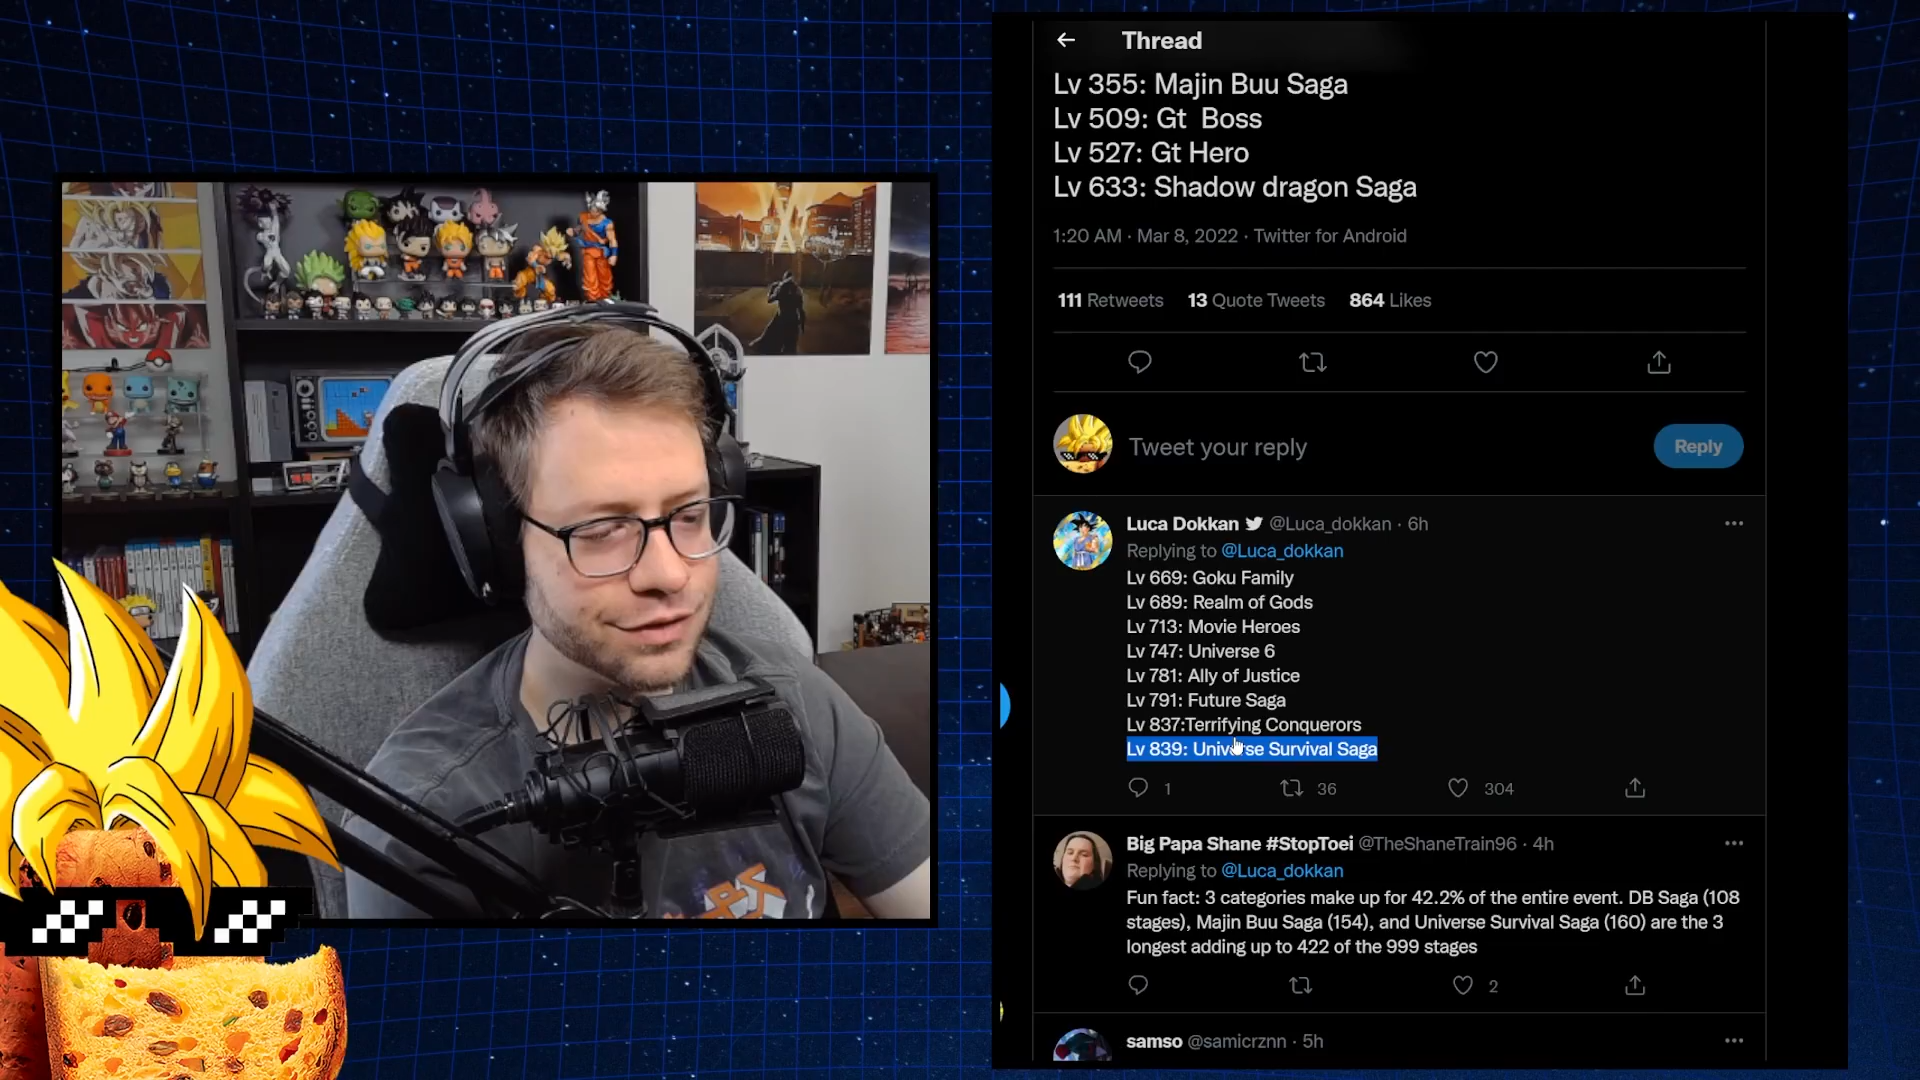 Thread
Lv 355: Majin Buu Saga
Lv 509: Gt Boss
Lv 527: Gt Hero
Lv 633: Shadow dragon Saga
1:20 AM · Mar 8, 2022 · Twitter for Android
111 Retweets 13 Quote Tweets 864 Likes
Tweet your reply
Reply
Luca Dokkan @Luca_dokkan · 6h
Replying to @Luca_dokkan
Lv 669: Goku Family
Lv 689: Realm of Gods
Lv 713: Movie Heroes
Lv 747: Universe 6
Lv 781: Ally of Justice
Lv 791: Future Saga
Lv 837:Terrifying Conquerors
Lv 839: Universe Survival Saga
1 36 304
Big Papa Shane #StopToei @TheShaneTrain96 · 4h
Replying to @Luca_dokkan
Fun fact: 3 categories make up for 42.2% of the entire event. DB Saga (108
stages), Majin Buu Saga (154), and Universe Survival Saga (160) are the 3
longest adding up to 422 of the 999 stages
2
samso @samicrznn · 5h